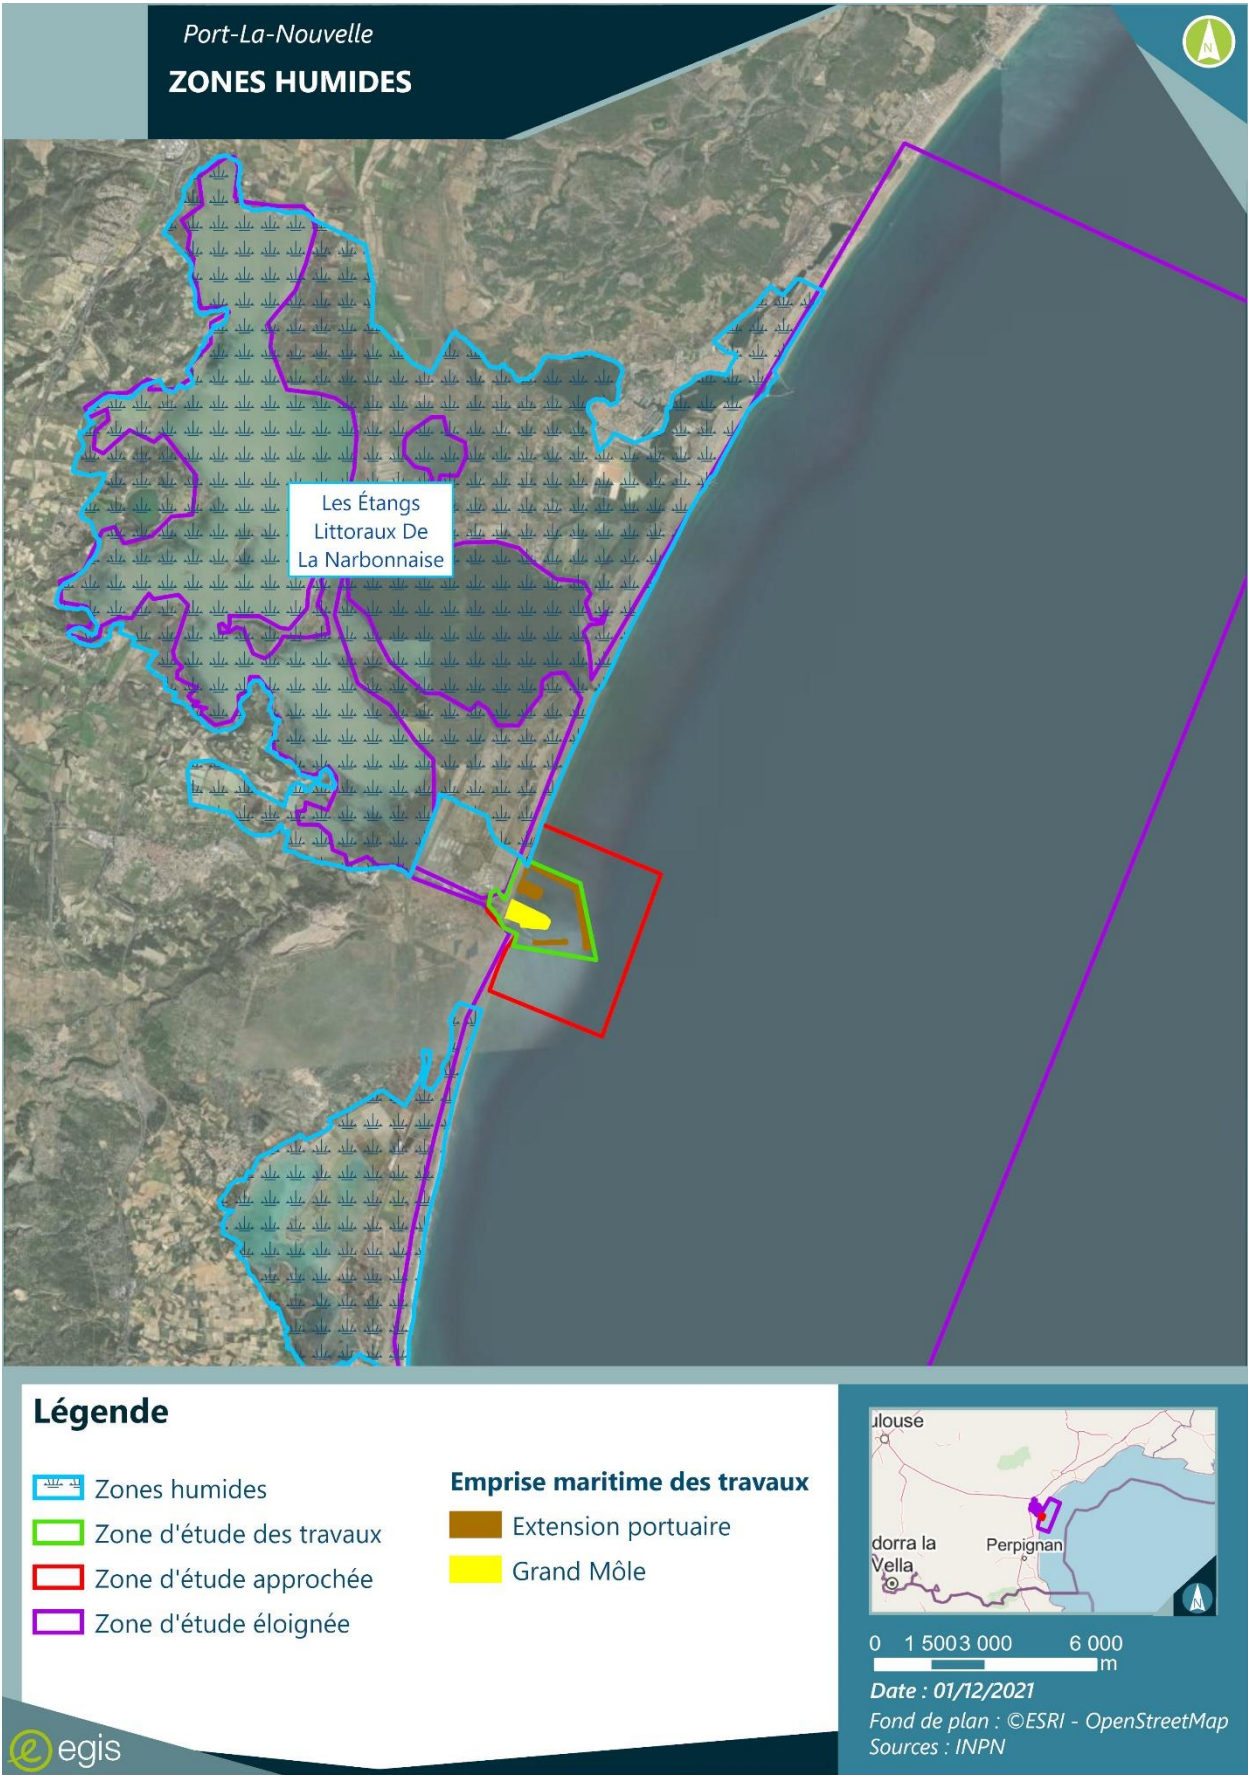 Port-La-Nouvelle
ZONES HUMIDES
N
Les Étangs
Littoraux De
La Narbonnaise
Légende
Zones humides
Zone d'étude des travaux
Zone d'étude approchée
Zone d'étude éloignée
Emprise maritime des travaux
Extension portuaire
Grand Môle
ulouse
dorra la
Vella
Perpignan
N
0 1 500 3 000 6 000
m
Date : 01/12/2021
Fond de plan : ©ESRI - OpenStreetMap
Sources : INPN
e egis